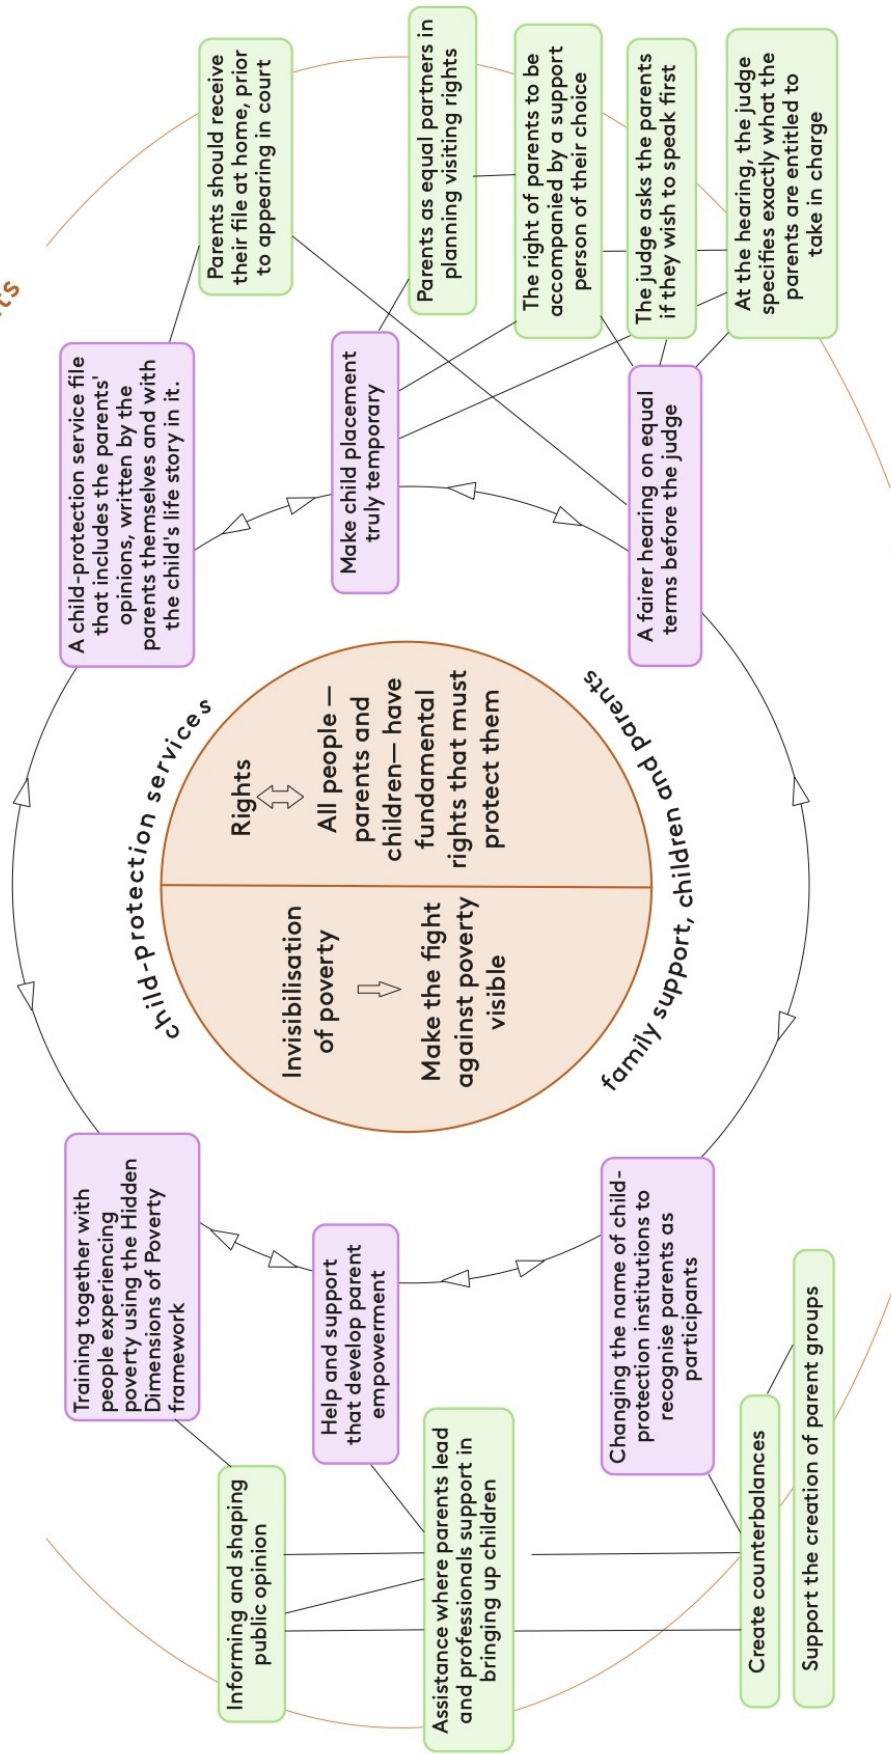 ts
Training together with
people experiencing
poverty using the Hidden
Dimensions of Poverty
framework
child-protection services
A child-protection service file
that includes the parents'
opinions, written by the
parents themselves and with
the child's life story in it.
Parents should receive
their file at home, prior
to appearing in court
Informing and shaping
public opinion
Help and support
that develop parent
empowerment
Invisibilisation
of poverty
Make the fight
against poverty
visible
Rights
All people —
parents and
children— have
fundamental
rights that must
protect them
Make child placement
truly temporary
Parents as equal partners in
planning visiting rights
Assistance where parents lead
and professionals support in
bringing up children
The right of parents to be
accompanied by a support
person of their choice
family support, children and parents
Changing the name of child-
protection institutions to
recognise parents as
participants
A fairer hearing on equal
terms before the judge
The judge asks the parents
if they wish to speak first
At the hearing, the judge
specifies exactly what the
parents are entitled to
take in charge
Create counterbalances
Support the creation of parent groups